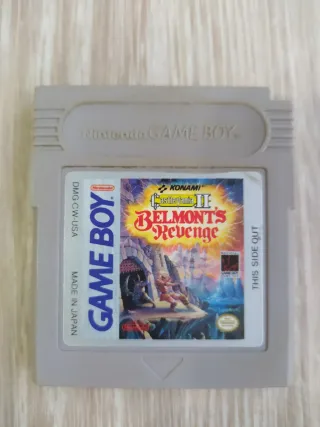 Nintendo GAME BOY
DMG-CW-USA
MADE IN JAPAN
Nintendo
GAME BOY
KONAMI
Castlevania II
BELMONT'S
Revenge
THIS SIDE OUT